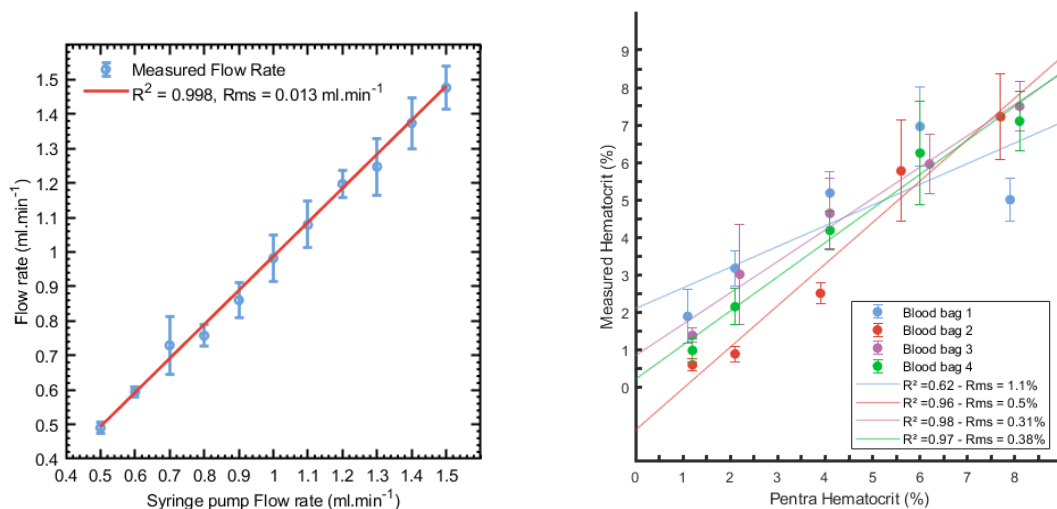 Measured Flow Rate
R² = 0.998, Rms = 0.013 ml.min⁻¹
Flow rate (ml.min⁻¹)
1.5
1.4
1.3
1.2
1.1
1
0.9
0.8
0.7
0.6
0.5
0.4
0.4 0.5 0.6 0.7 0.8 0.9 1 1.1 1.2 1.3 1.4 1.5
Syringe pump Flow rate (ml.min⁻¹)
Measured Hematocrit (%)
9
8
7
6
5
4
3
2
1
0
Blood bag 1
Blood bag 2
Blood bag 3
Blood bag 4
R² =0.62 - Rms = 1.1%
R² =0.96 - Rms = 0.5%
R² =0.98 - Rms = 0.31%
R² =0.97 - Rms = 0.38%
0 1 2 3 4 5 6 7 8
Pentra Hematocrit (%)